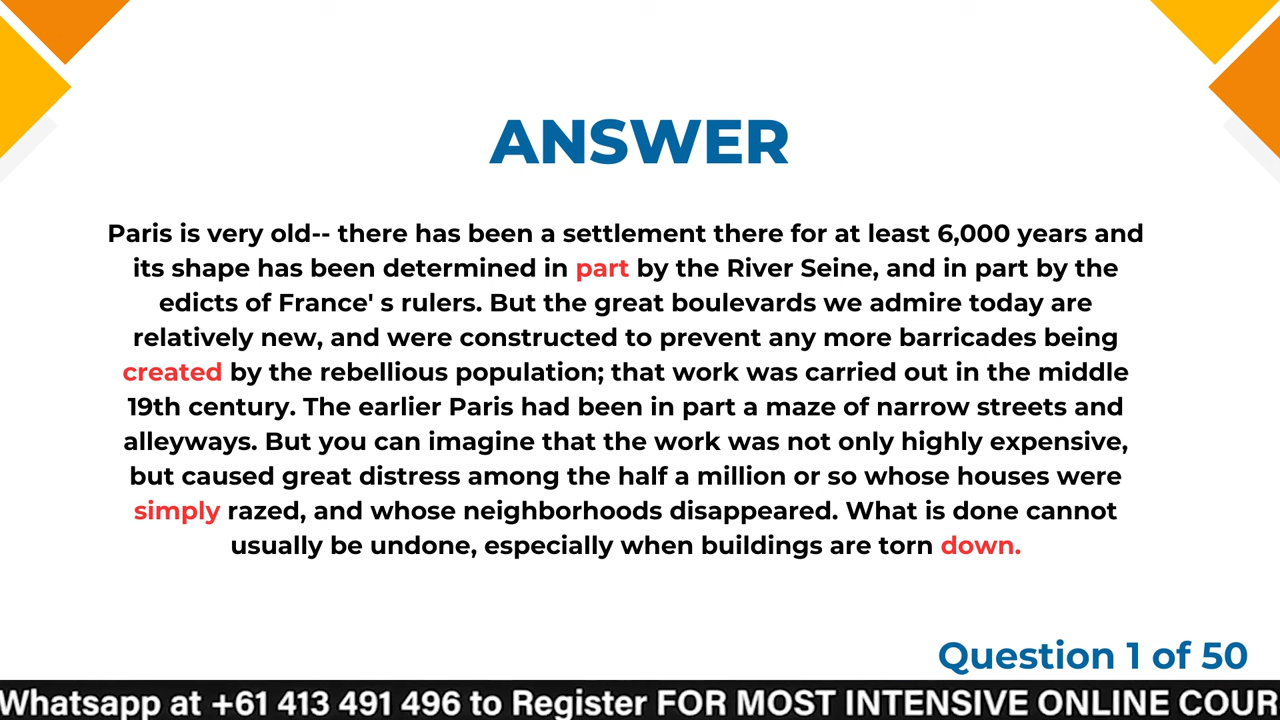 ANSWER
Paris is very old-- there has been a settlement there for at least 6,000 years and
its shape has been determined in part by the River Seine, and in part by the
edicts of France' s rulers. But the great boulevards we admire today are
relatively new, and were constructed to prevent any more barricades being
created by the rebellious population; that work was carried out in the middle
19th century. The earlier Paris had been in part a maze of narrow streets and
alleyways. But you can imagine that the work was not only highly expensive,
but caused great distress among the half a million or so whose houses were
simply razed, and whose neighborhoods disappeared. What is done cannot
usually be undone, especially when buildings are torn down.
Question 1 of 50
Whatsapp at +61 413 491 496 to Register FOR MOST INTENSIVE ONLINE COUR